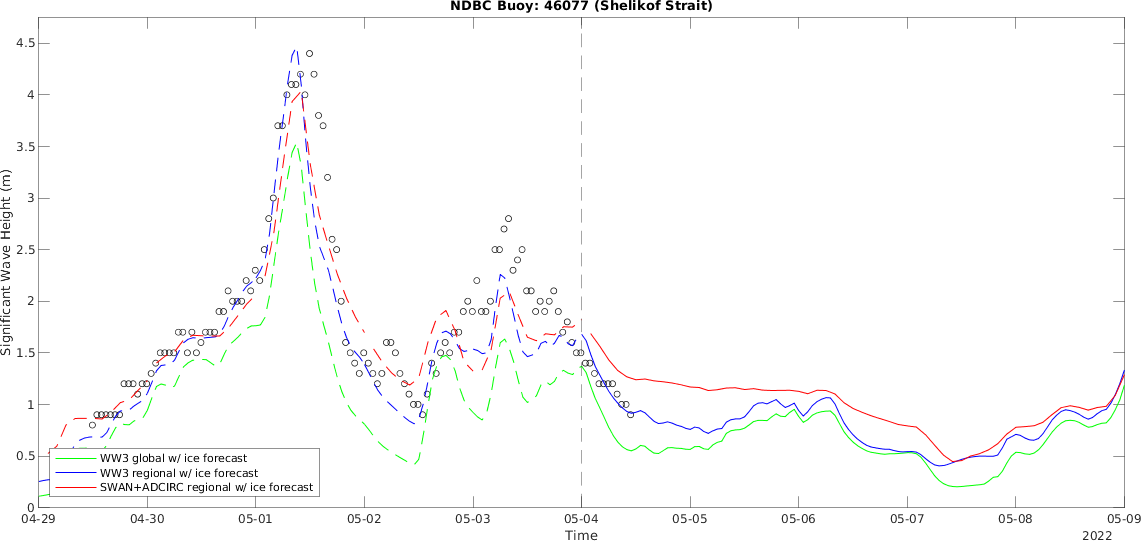 NDBC Buoy: 46077 (Shelikof Strait)
Significant Wave Height (m)
4.5
4
3.5
3
2.5
2
1.5
1
0.5
0
WW3 global w/ ice forecast
WW3 regional w/ ice forecast
SWAN+ADCIRC regional w/ ice forecast
04-29 04-30 05-01 05-02 05-03 05-04 05-05 05-06 05-07 05-08 05-09
Time
2022